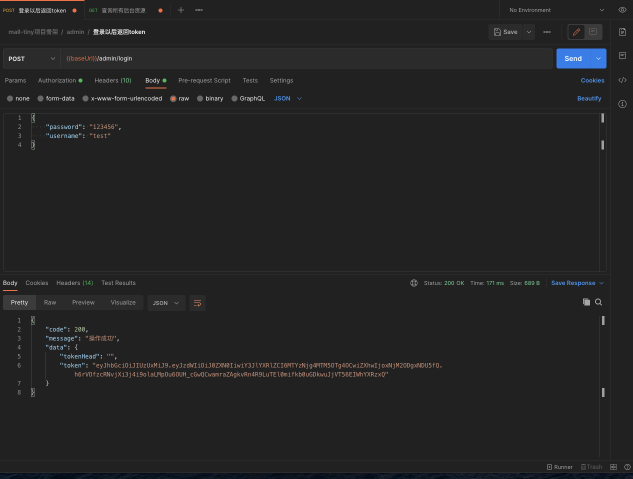 POST 登录以后返回token
GET 查询所有后台资源
No Environment
mall-tiny项目骨架 / admin / 登录以后返回token
Save
POST {{baseUrl}}/admin/login Send
Params Authorization Headers (10) Body Pre-request Script Tests Settings Cookies
none form-data x-www-form-urlencoded raw binary GraphQL JSON Beautify
1 {
2 "password": "123456",
3 "username": "test"
4 }
Body Cookies Headers (14) Test Results Status: 200 OK Time: 171 ms Size: 689 B Save Response
Pretty Raw Preview Visualize JSON
1 {
2 "code": 200,
3 "message": "操作成功",
4 "data": {
5 "tokenHead": "",
6 "token":
7 }
8 }
Runner Trash